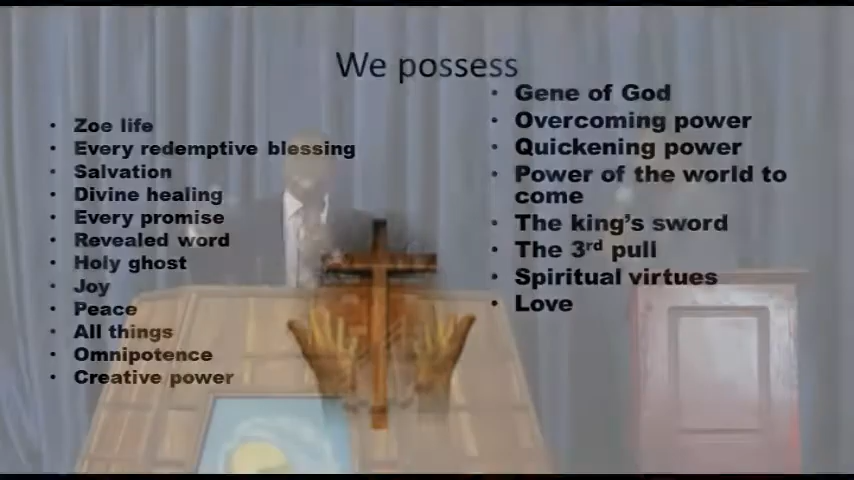 We possess
• Zoe life
• Every redemptive blessing
• Salvation
• Divine healing
• Every promise
• Revealed word
• Holy ghost
• Joy
• Peace
• All things
• Omnipotence
• Creative power
• Gene of God
• Overcoming power
• Quickening power
• Power of the world to
come
• The king's sword
• The 3rd pull
• Spiritual virtues
• Love